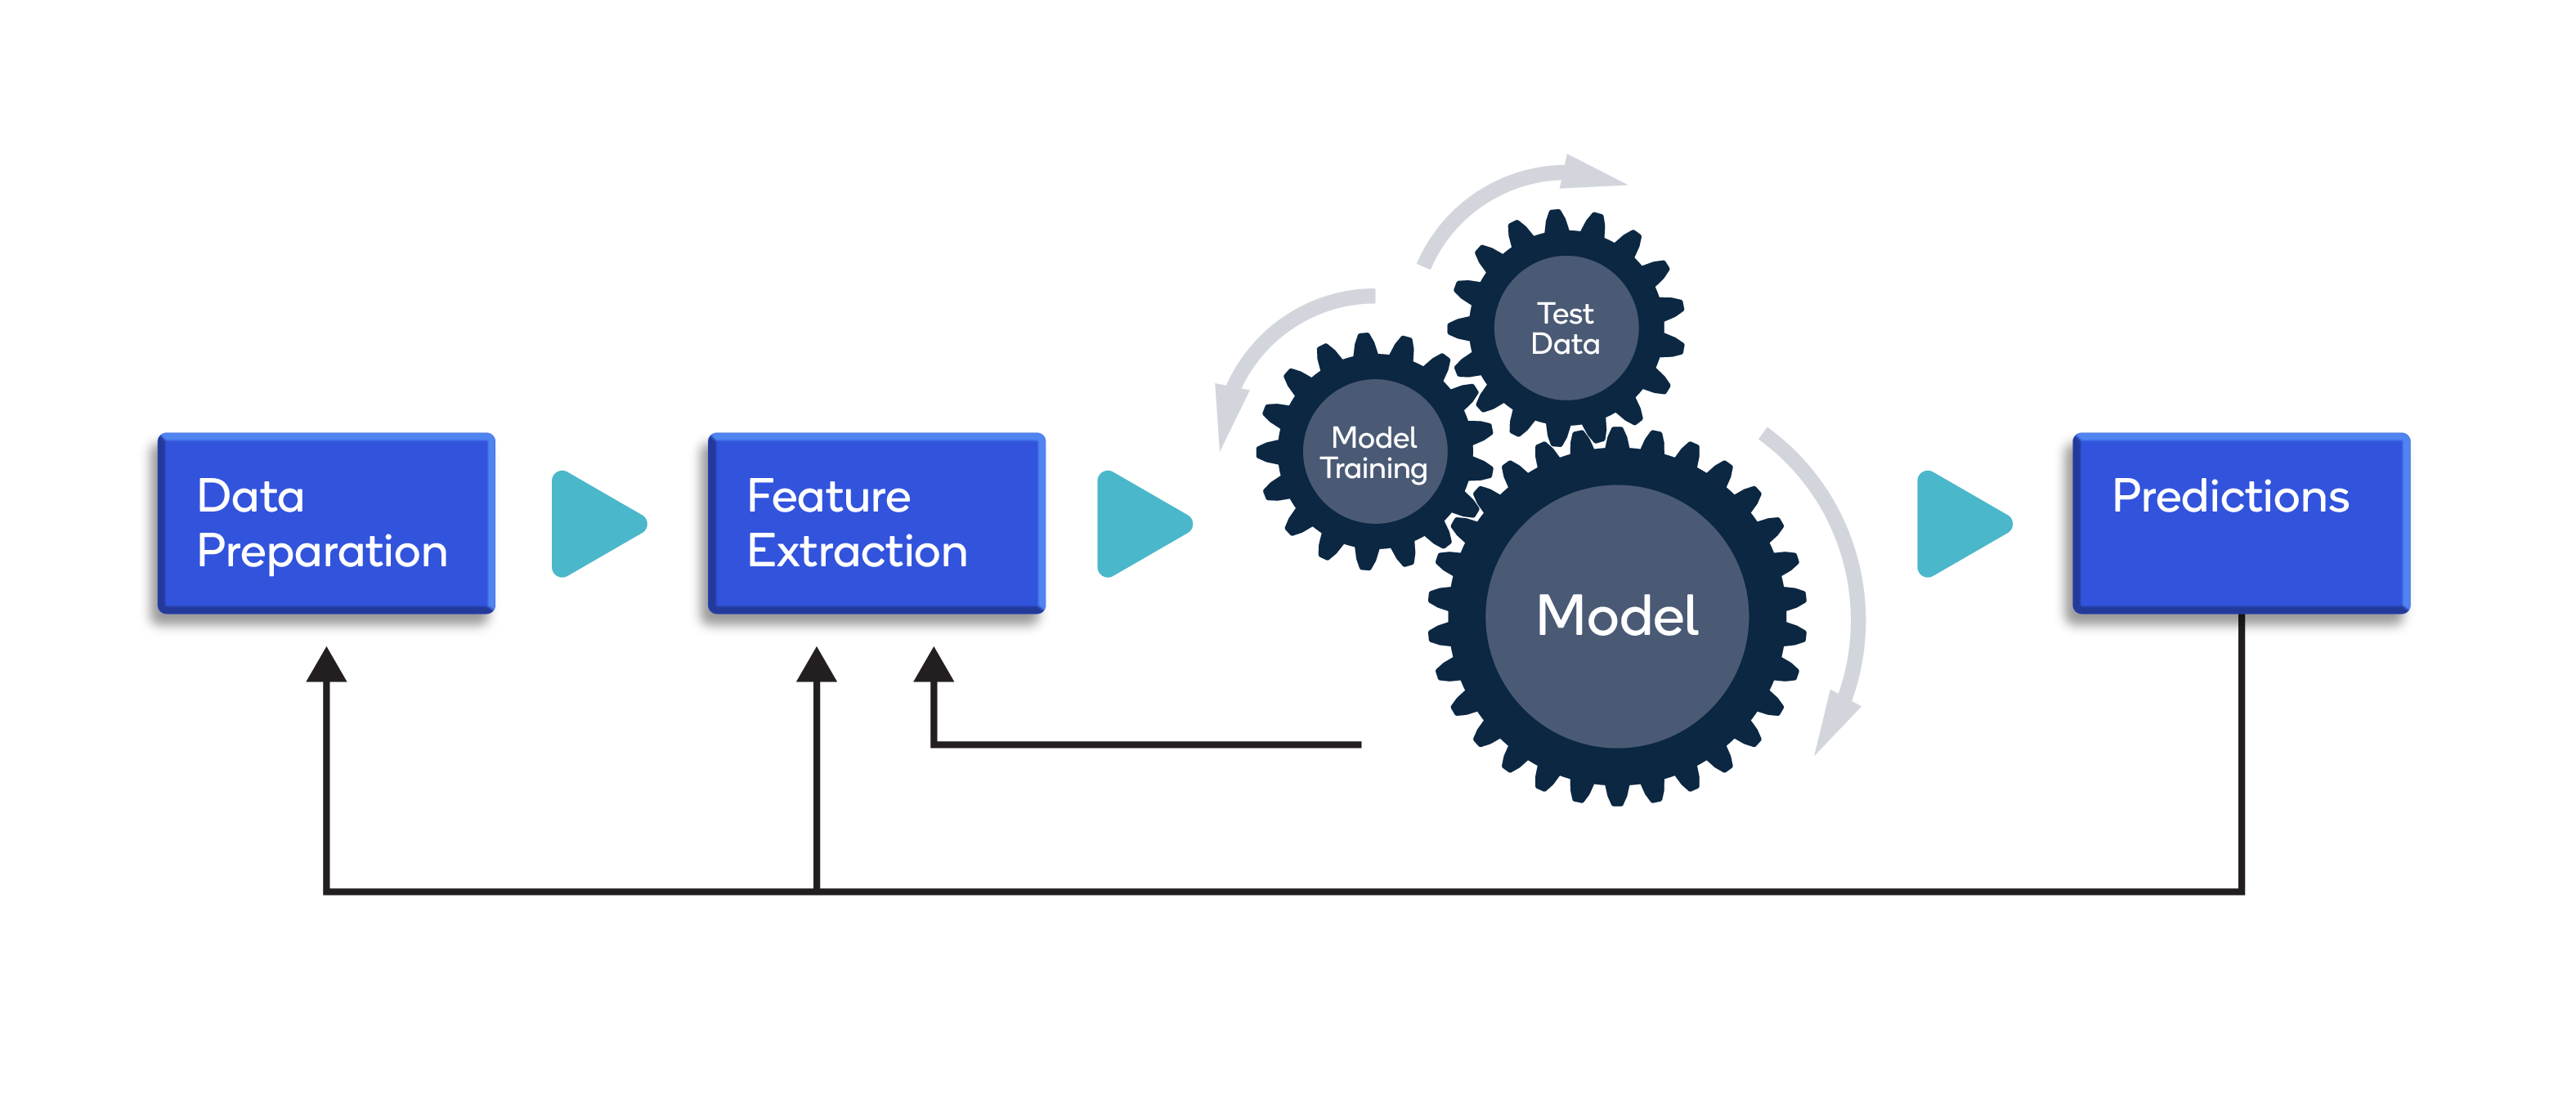 Data
Preparation
Feature
Extraction
Model
Training
Test
Data
Model
Predictions